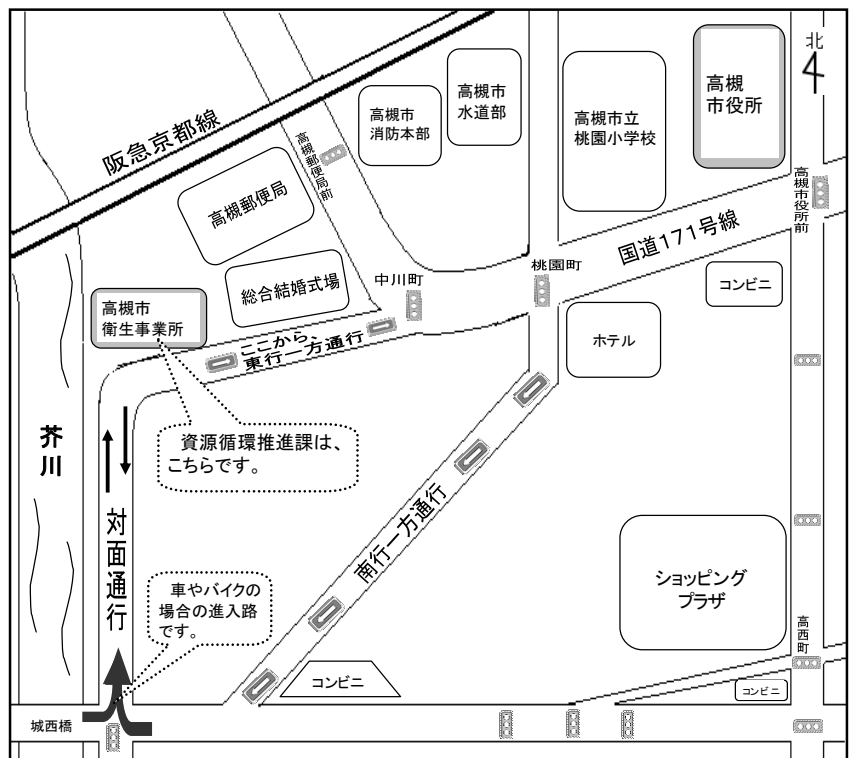 北
高槻
市役所
高槻市
水道部
高槻市立
桃園小学校
高槻市
消防本部
阪急京都線
高槻郵便局前
高槻市役所前
高槻郵便局
国道171号線
総合結婚式場
中川町
桃園町
コンビニ
高槻市
衛生事業所
ここから、
東行一方通行
ホテル
資源循環推進課は、
こちらです。
芥川
対面通行
南行一方通行
車やバイクの
場合の進入路
です。
ショッピング
プラザ
高西町
コンビニ
コンビニ
城西橋